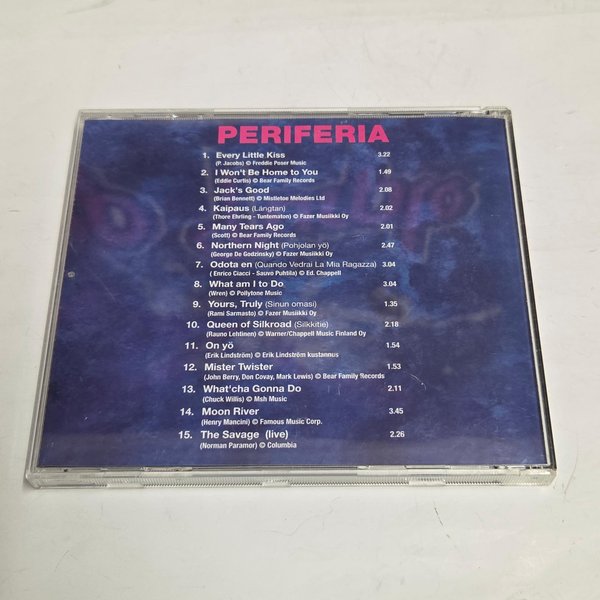 PERIFERIA
1. Every Little Kiss 3.22
(P. Jacobs) © Freddie Poser Music
2. I Won't Be Home to You 1.49
(Eddie Curtis) © Bear Family Records
3. Jack's Good 2.08
(Brian Bennett) © Mistletoe Melodies Ltd
4. Kaipaus (Längtan) 2.02
(Thore Ehrling - Tuntematon) © Fazer Musiikki Oy
5. Many Tears Ago 2.01
(Scott) © Bear Family Records
6. Northern Night (Pohjolan yö) 2.47
(George De Godzinsky) © Fazer Musiikki Oy
7. Odota en (Quando Vedrai La Mia Ragazza) 3.04
( Enrico Ciacci - Sauvo Puhtila) © Ed. Chappell
8. What am I to Do 3.04
(Wren) © Pollytone Music
9. Yours, Truly (Sinun omasi) 1.35
(Rami Sarmasto) © Fazer Musiikki Oy
10. Queen of Silkroad (Silkkitie) 2.18
(Rauno Lehtinen) © Warner/Chappell Music Finland Oy
11. On yö 1.54
(Erik Lindström) © Erik Lindström kustannus
12. Mister Twister 1.53
(John Berry, Don Covay, Mark Lewis) © Bear Family Records
13. What'cha Gonna Do 2.11
(Chuck Willis) © Msh Music
14. Moon River 3.45
(Henry Mancini) © Famous Music Corp.
15. The Savage (live) 2.26
(Norman Paramor) © Columbia